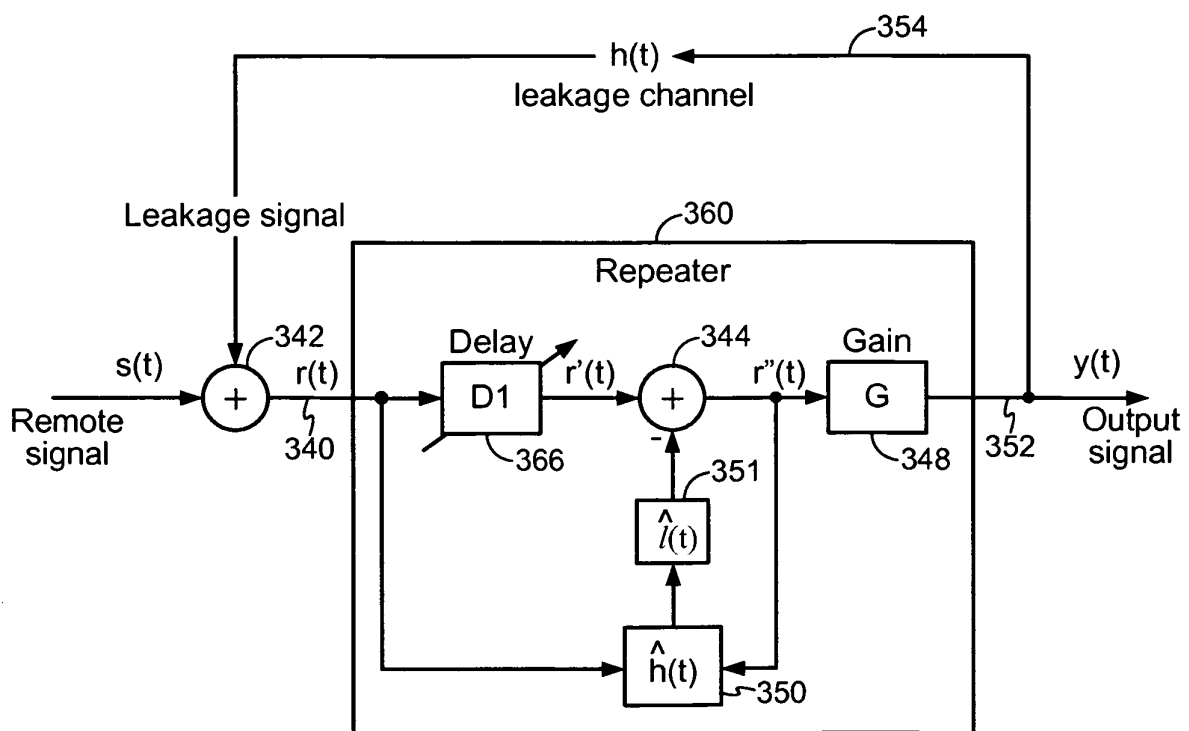 354
h(t)
leakage channel
Leakage signal
360
Repeater
342
Delay
344
Gain
s(t)
r(t)
r'(t)
r"(t)
y(t)
+
D1
+
G
Remote
signal
340
366
-
348
352
Output
signal
351
l̂(t)
ĥ(t)
350